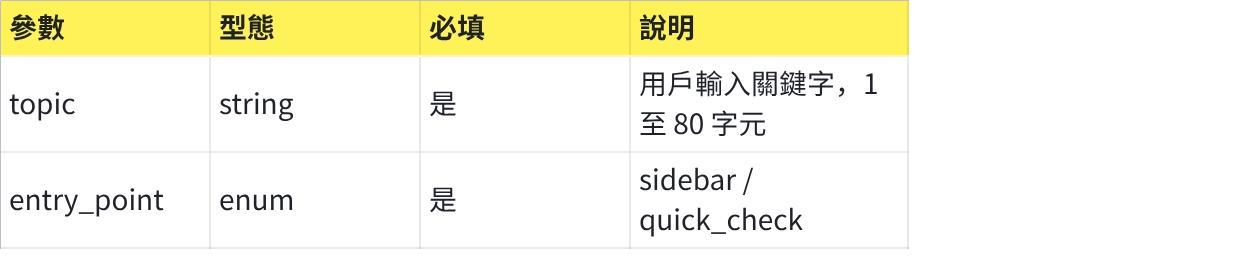 參數 型態 必填 說明
topic string 是 用戶輸入關鍵字，1
至 80 字元
entry_point enum 是 sidebar /
quick_check